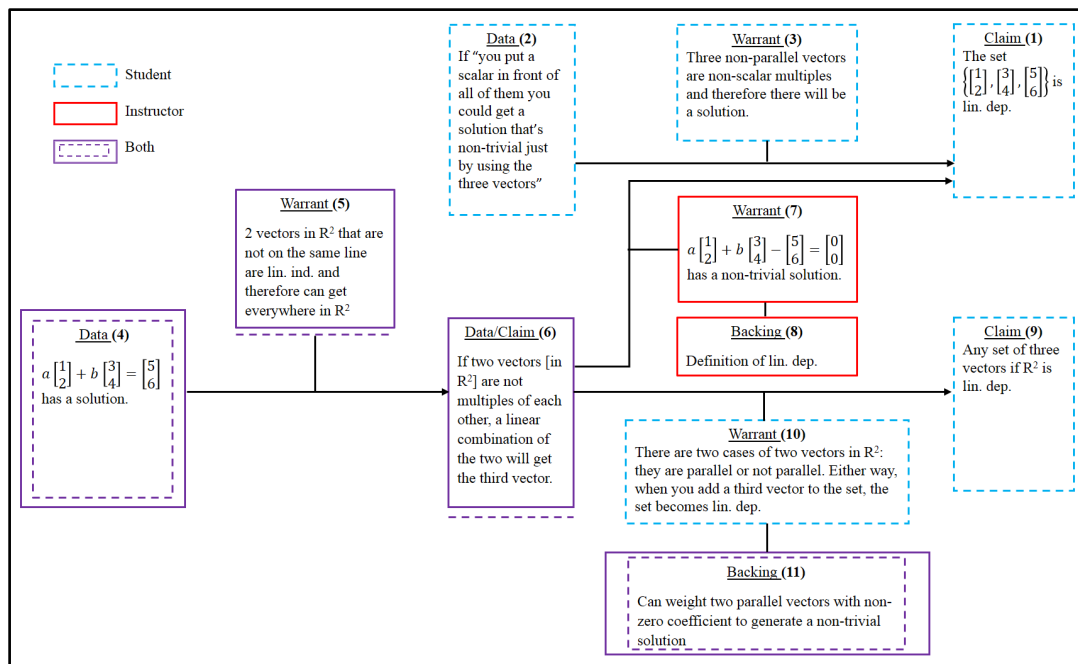 Student
Instructor
Both
Data (2)
If “you put a
scalar in front of
all of them you
could get a
solution that’s
non-trivial just
by using the
three vectors”
Warrant (3)
Three non-parallel vectors
are non-scalar multiples
and therefore there will be
a solution.
Claim (1)
The set
{[1 2], [3 4], [5 6]} is
lin. dep.
Warrant (5)
2 vectors in R² that are
not on the same line
are lin. ind. and
therefore can get
everywhere in R²
Warrant (7)
a[1 2] + b[3 4] − [5 6] = [0 0]
has a non-trivial solution.
Data (4)
a[1 2] + b[3 4] = [5 6]
has a solution.
Data/Claim (6)
If two vectors [in
R²] are not
multiples of each
other, a linear
combination of
the two will get
the third vector.
Backing (8)
Definition of lin. dep.
Claim (9)
Any set of three
vectors if R² is
lin. dep.
Warrant (10)
There are two cases of two vectors in R²:
they are parallel or not parallel. Either way,
when you add a third vector to the set, the
set becomes lin. dep.
Backing (11)
Can weight two parallel vectors with non-
zero coefficient to generate a non-trivial
solution